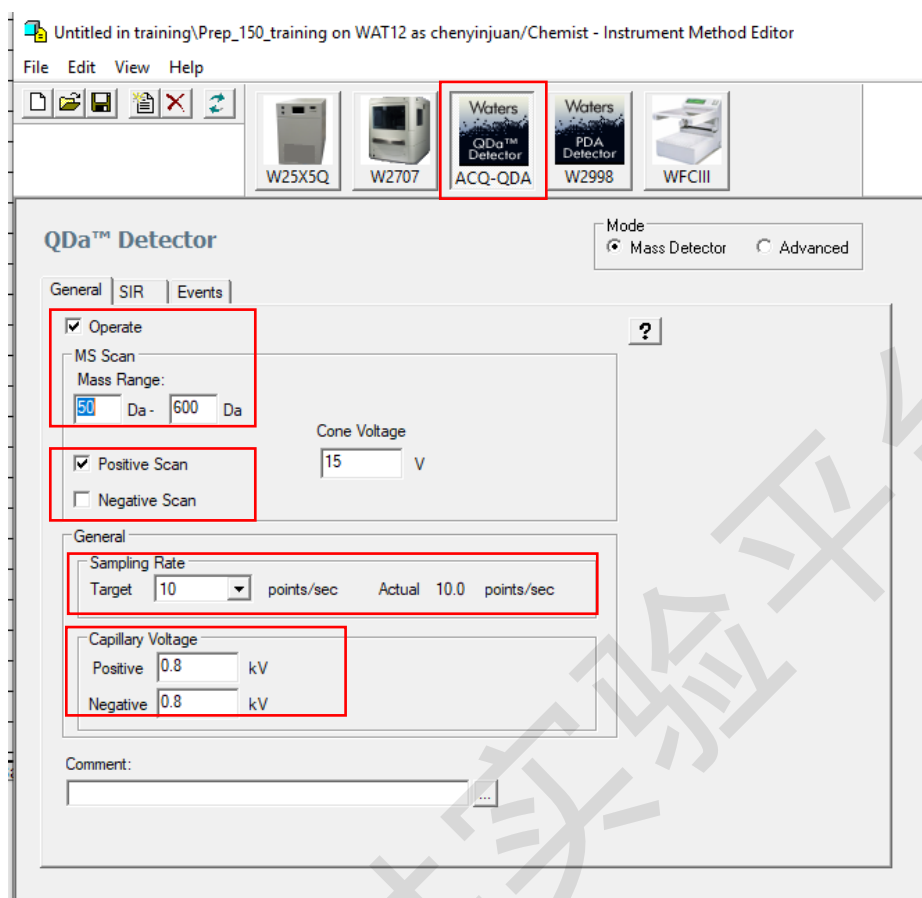 Untitled in training\Prep_150_training on WAT12 as chenyinjuan/Chemist - Instrument Method Editor
File Edit View Help
Waters QDa™ Detector
Waters PDA Detector
W25X5Q W2707 ACQ-QDA W2998 WFCIII
QDa™ Detector
Mode
Mass Detector Advanced
General SIR Events
Operate
?
MS Scan
Mass Range:
50 Da - 600 Da
Cone Voltage
15 V
Positive Scan
Negative Scan
General
Sampling Rate
Target 10 points/sec Actual 10.0 points/sec
Capillary Voltage
Positive 0.8 kV
Negative 0.8 kV
Comment:
...
实验平